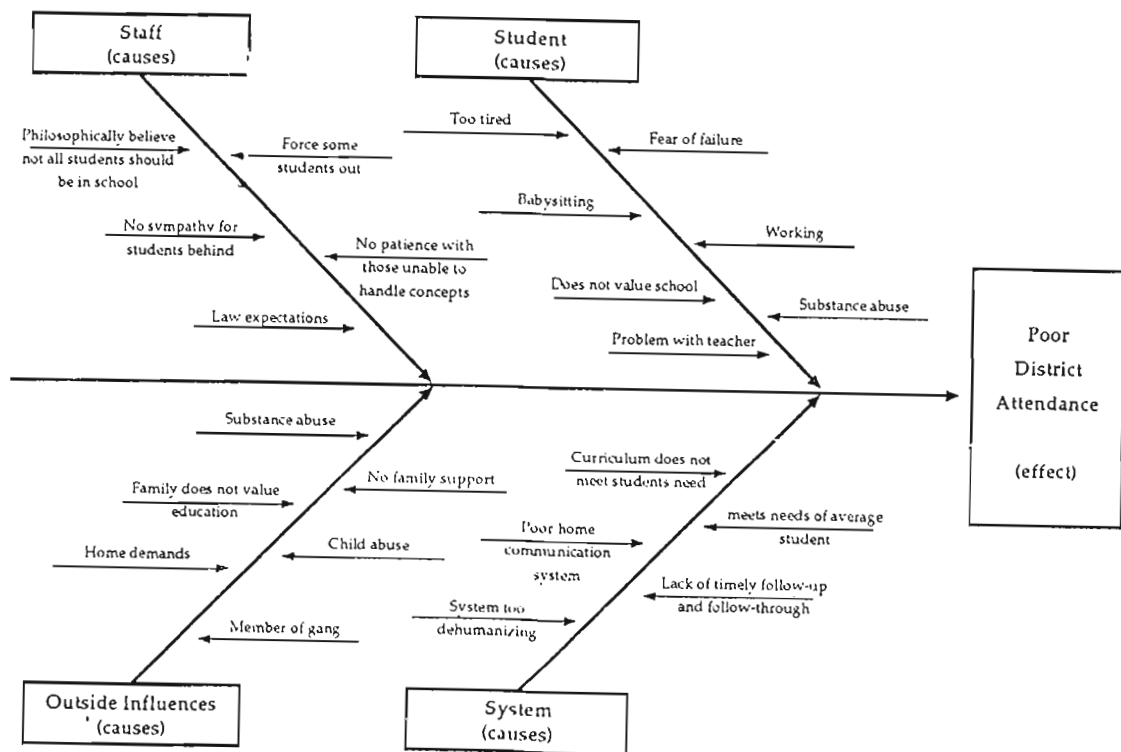 Staff
(causes)
Philosophically believe
not all students should
be in school
Force some
students out
No sympathy for
students behind
No patience with
those unable to
handle concepts
Law expectations
Student
(causes)
Too tired
Fear of failure
Babysitting
Working
Does not value school
Substance abuse
Problem with teacher
Poor
District
Attendance
(effect)
Substance abuse
No family support
Family does not value
education
Child abuse
Home demands
Member of gang
Outside Influences
(causes)
Curriculum does not
meet students need
meets needs of average
student
Poor home
communication
system
Lack of timely follow-up
and follow-through
System too
dehumanizing
System
(causes)